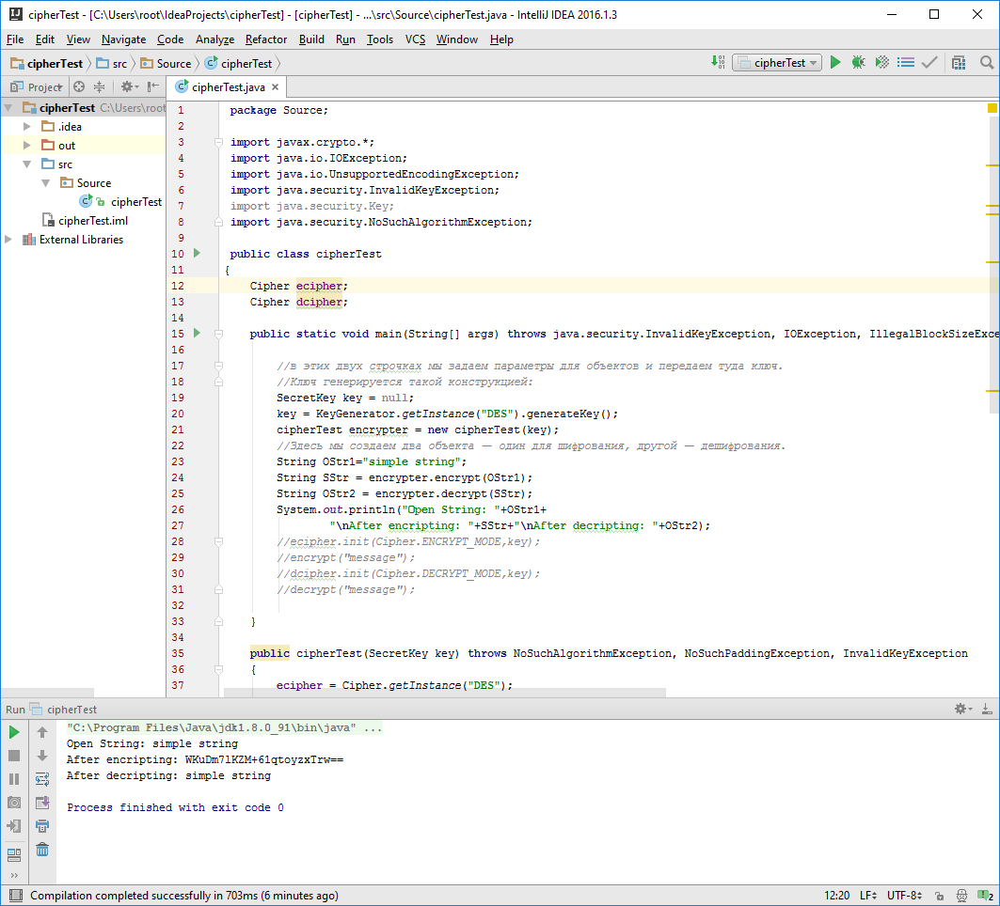 cipherTest - [C:\Users\root\IdeaProjects\cipherTest] - [cipherTest] - ...\src\Source\cipherTest.java - IntelliJ IDEA 2016.1.3
File Edit View Navigate Code Analyze Refactor Build Run Tools VCS Window Help
cipherTest src Source cipherTest cipherTest
Project cipherTest.java
cipherTest C:\Users\root
.idea
out
src
Source
cipherTest
cipherTest.iml
External Libraries
1 package Source;
2
3 import javax.crypto.*;
4 import java.io.IOException;
5 import java.io.UnsupportedEncodingException;
6 import java.security.InvalidKeyException;
7 import java.security.Key;
8 import java.security.NoSuchAlgorithmException;
9
10 public class cipherTest
11 {
12 Cipher ecipher;
13 Cipher dcipher;
14
15 public static void main(String[] args) throws java.security.InvalidKeyException, IOException, IllegalBlockSizeExce
16
17 //в этих двух строчках мы задаем параметры для объектов и передаем туда ключ.
18 //Ключ генерируется такой конструкцией:
19 SecretKey key = null;
20 key = KeyGenerator.getInstance("DES").generateKey();
21 cipherTest encrypter = new cipherTest(key);
22 //Здесь мы создаем два объекта — один для шифрования, другой — дешифрования.
23 String OStr1="simple string";
24 String SStr = encrypter.encrypt(OStr1);
25 String OStr2 = encrypter.decrypt(SStr);
26 System.out.println("Open String: "+OStr1+
27 "\nAfter encripting: "+SStr+"\nAfter decripting: "+OStr2);
28 //ecipher.init(Cipher.ENCRYPT_MODE,key);
29 //encrypt("message");
30 //dcipher.init(Cipher.DECRYPT_MODE,key);
31 //decrypt("message");
32
33 }
34
35 public cipherTest(SecretKey key) throws NoSuchAlgorithmException, NoSuchPaddingException, InvalidKeyException
36 {
37 ecipher = Cipher.getInstance("DES");
Run cipherTest
"C:\Program Files\Java\jdk1.8.0_91\bin\java" ...
Open String: simple string
After encripting: WKuDm7lKZM+61qtoyzxTrw==
After decripting: simple string
Process finished with exit code 0
Compilation completed successfully in 703ms (6 minutes ago) 12:20 LF UTF-8 2